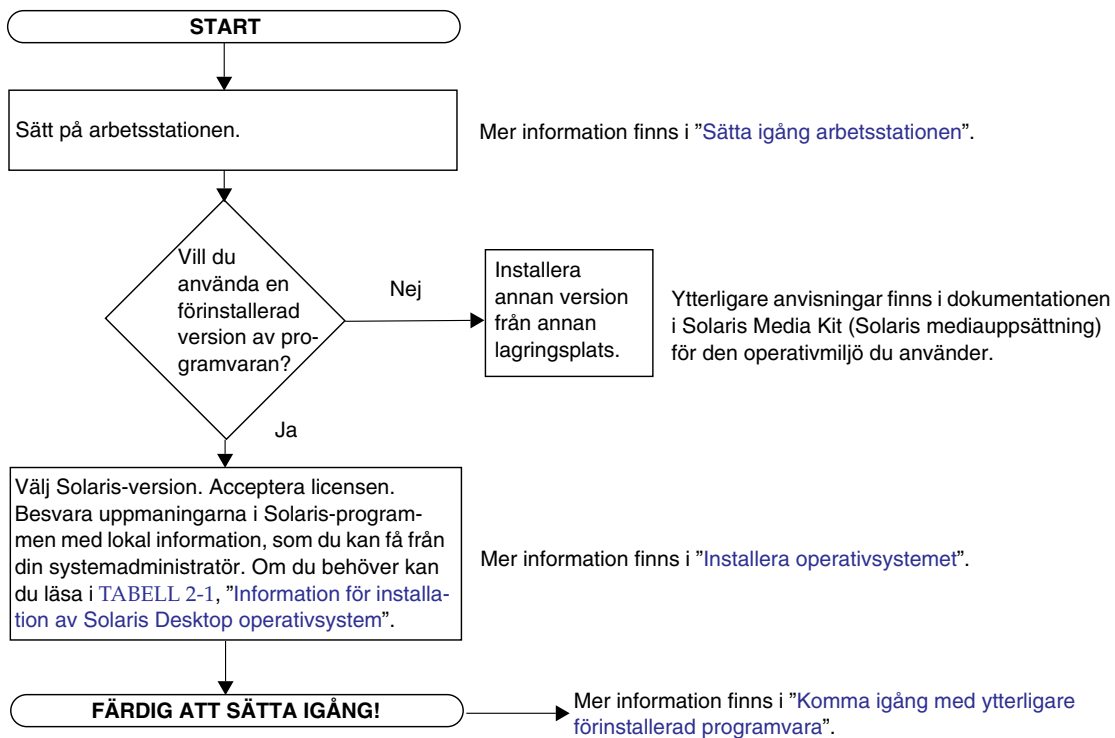 START
Sätt på arbetsstationen.
Mer information finns i ”Sätta igång arbetsstationen”.
Vill du
använda en
förinstallerad
version av pro-
gramvaran?
Nej
Installera
annan version
från annan
lagringsplats.
Ytterligare anvisningar finns i dokumentationen
i Solaris Media Kit (Solaris mediauppsättning)
för den operativmiljö du använder.
Ja
Välj Solaris-version. Acceptera licensen.
Besvara uppmaningarna i Solaris-program-
men med lokal information, som du kan få från
din systemadministratör. Om du behöver kan
du läsa i TABELL 2-1, ”Information för installa-
tion av Solaris Desktop operativsystem”.
Mer information finns i ”Installera operativsystemet”.
FÄRDIG ATT SÄTTA IGÅNG!
Mer information finns i ”Komma igång med ytterligare
förinstallerad programvara”.